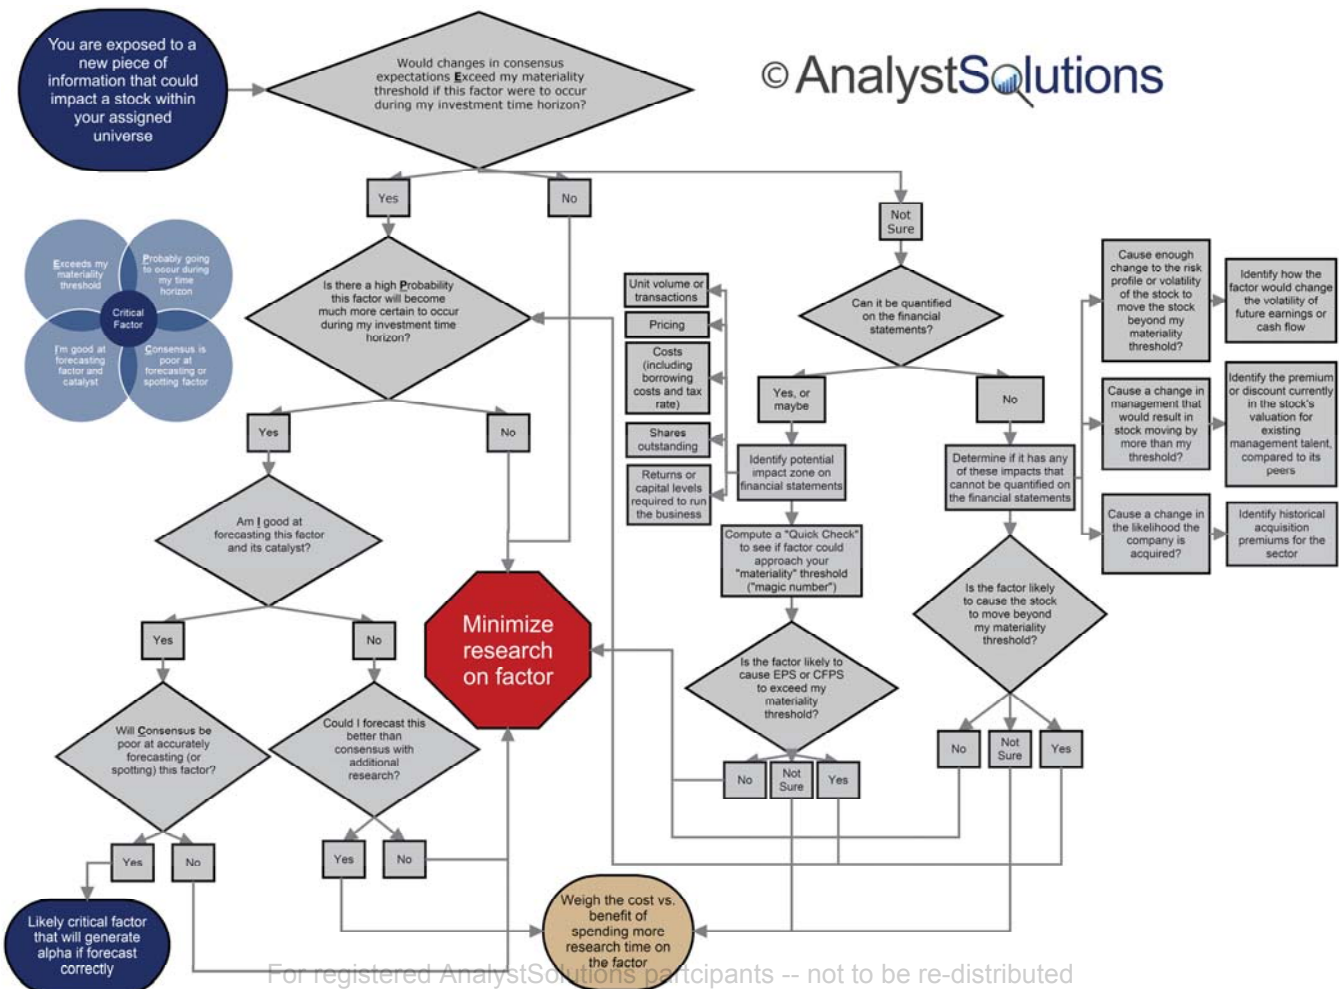 You are exposed to a
new piece of
information that could
impact a stock within
your assigned
universe
Would changes in consensus
expectations Exceed my materiality
threshold if this factor were to occur
during my investment time horizon?
© AnalystSolutions
Yes
No
Not
Sure
Exceeds my
materiality
threshold
Probably going
to occur during
my time
horizon
Critical
Factor
I'm good at
forecasting
factor and
catalyst
Consensus is
poor at
forecasting or
spotting factor
Is there a high Probability
this factor will become
much more certain to occur
during my investment time
horizon?
Unit volume or
transactions
Pricing
Costs
(including
borrowing
costs and tax
rate)
Shares
outstanding
Returns or
capital levels
required to run
the business
Can it be quantified
on the financial
statements?
Cause enough
change to the risk
profile or volatility
of the stock to
move the stock
beyond my
materiality
threshold?
Identify how the
factor would change
the volatility of
future earnings or
cash flow
Yes, or
maybe
No
Cause a change in
management that
would result in
stock moving by
more than my
threshold?
Identify the premium
or discount currently
in the stock's
valuation for
existing
management talent,
compared to its
peers
Yes
No
Identify potential
impact zone on
financial statements
Determine if it has any
of these impacts that
cannot be quantified on
the financial statements
Cause a change in
the likelihood the
company is
acquired?
Identify historical
acquisition
premiums for the
sector
Am I good at
forecasting this factor
and its catalyst?
Compute a "Quick Check"
to see if factor could
approach your
"materiality" threshold
("magic number")
Is the factor likely
to cause the stock
to move beyond
my materiality
threshold?
Minimize
research
on factor
Yes
No
Is the factor likely to
cause EPS or CFPS
to exceed my
materiality
threshold?
Will Consensus be
poor at accurately
forecasting (or
spotting) this factor?
Could I forecast this
better than
consensus with
additional
research?
No
Not
Sure
Yes
No
Not
Sure
Yes
Yes
No
Yes
No
Likely critical factor
that will generate
alpha if forecast
correctly
Weigh the cost vs.
benefit of
spending more
research time on
the factor
For registered AnalystSolutions partcipants -- not to be re-distributed